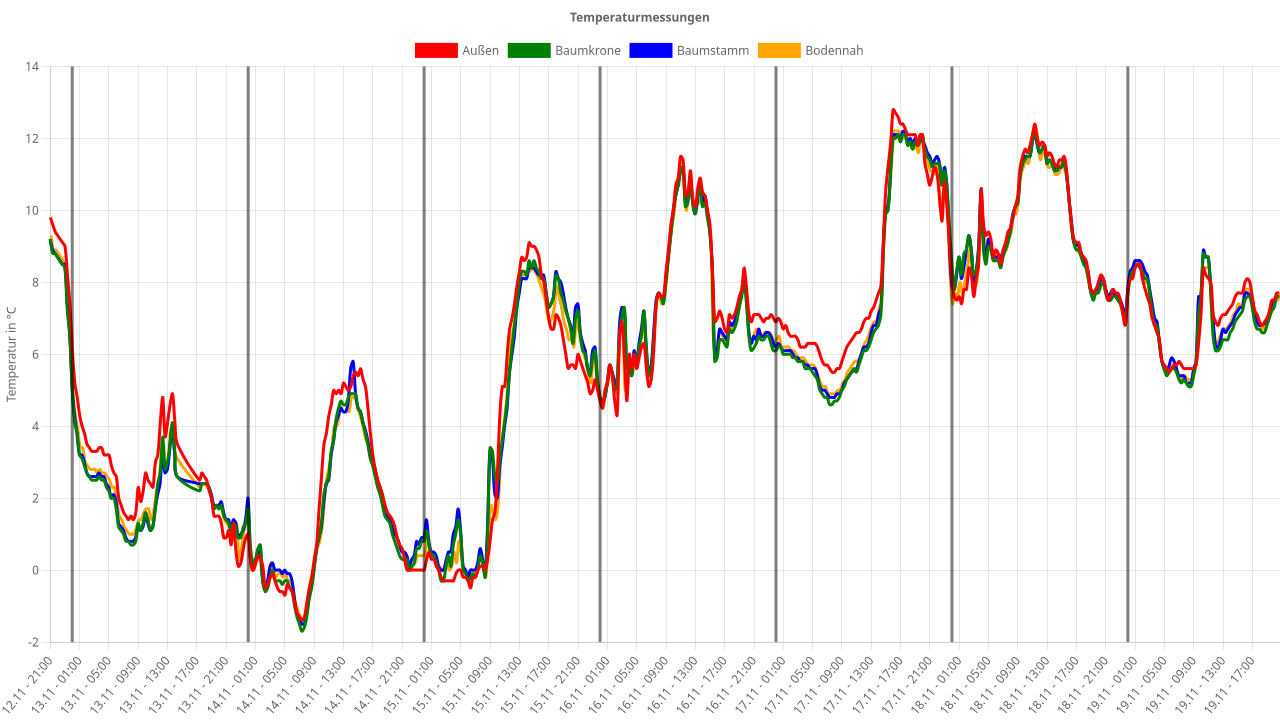 Temperaturmessungen
Außen Baumkrone Baumstamm Bodennah
Temperatur in °C
14
12
10
8
6
4
2
0
-2
12.11 - 21:00
13.11 - 01:00
13.11 - 05:00
13.11 - 09:00
13.11 - 13:00
13.11 - 17:00
13.11 - 21:00
14.11 - 01:00
14.11 - 05:00
14.11 - 09:00
14.11 - 13:00
14.11 - 17:00
14.11 - 21:00
15.11 - 01:00
15.11 - 05:00
15.11 - 09:00
15.11 - 13:00
15.11 - 17:00
15.11 - 21:00
16.11 - 01:00
16.11 - 05:00
16.11 - 09:00
16.11 - 13:00
16.11 - 17:00
16.11 - 21:00
17.11 - 01:00
17.11 - 05:00
17.11 - 09:00
17.11 - 13:00
17.11 - 17:00
17.11 - 21:00
18.11 - 01:00
18.11 - 05:00
18.11 - 09:00
18.11 - 13:00
18.11 - 17:00
18.11 - 21:00
19.11 - 01:00
19.11 - 05:00
19.11 - 09:00
19.11 - 13:00
19.11 - 17:00